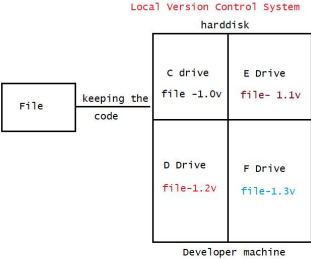 Local Version Control System
harddisk
C drive
file -1.0v
E Drive
file- 1.1v
File
keeping the
code
D Drive
file-1.2v
F Drive
file-1.3v
Developer machine